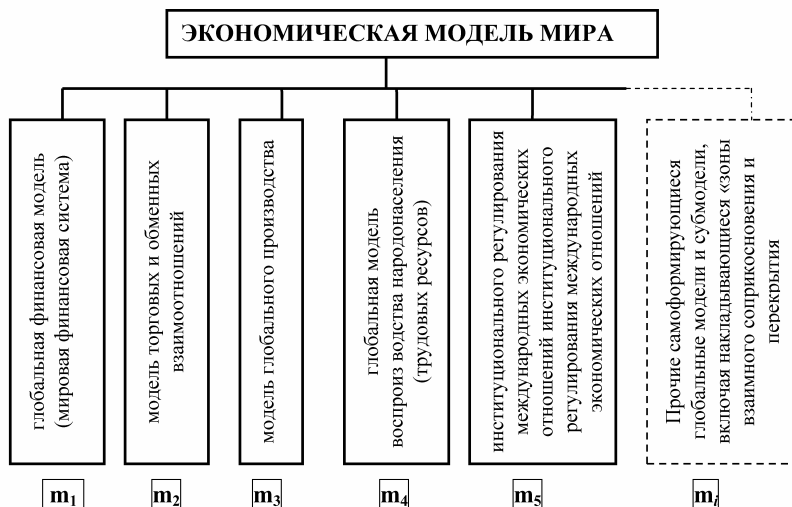 ЭКОНОМИЧЕСКАЯ МОДЕЛЬ МИРА
глобальная финансовая модель
(мировая финансовая система)
модель торговых и обменных
взаимоотношений
модель глобального производства
глобальная модель
воспроиз водства народонаселения
(трудовых ресурсов)
институционального регулирования
международных экономических
отношений институционального
регулирования международных
экономических отношений
Прочие самоформирующиеся
глобальные модели и субмодели,
включая накладывающиеся «зоны
взаимного соприкосновения и
перекрытия
m₁
m₂
m₃
m₄
m₅
mᵢ